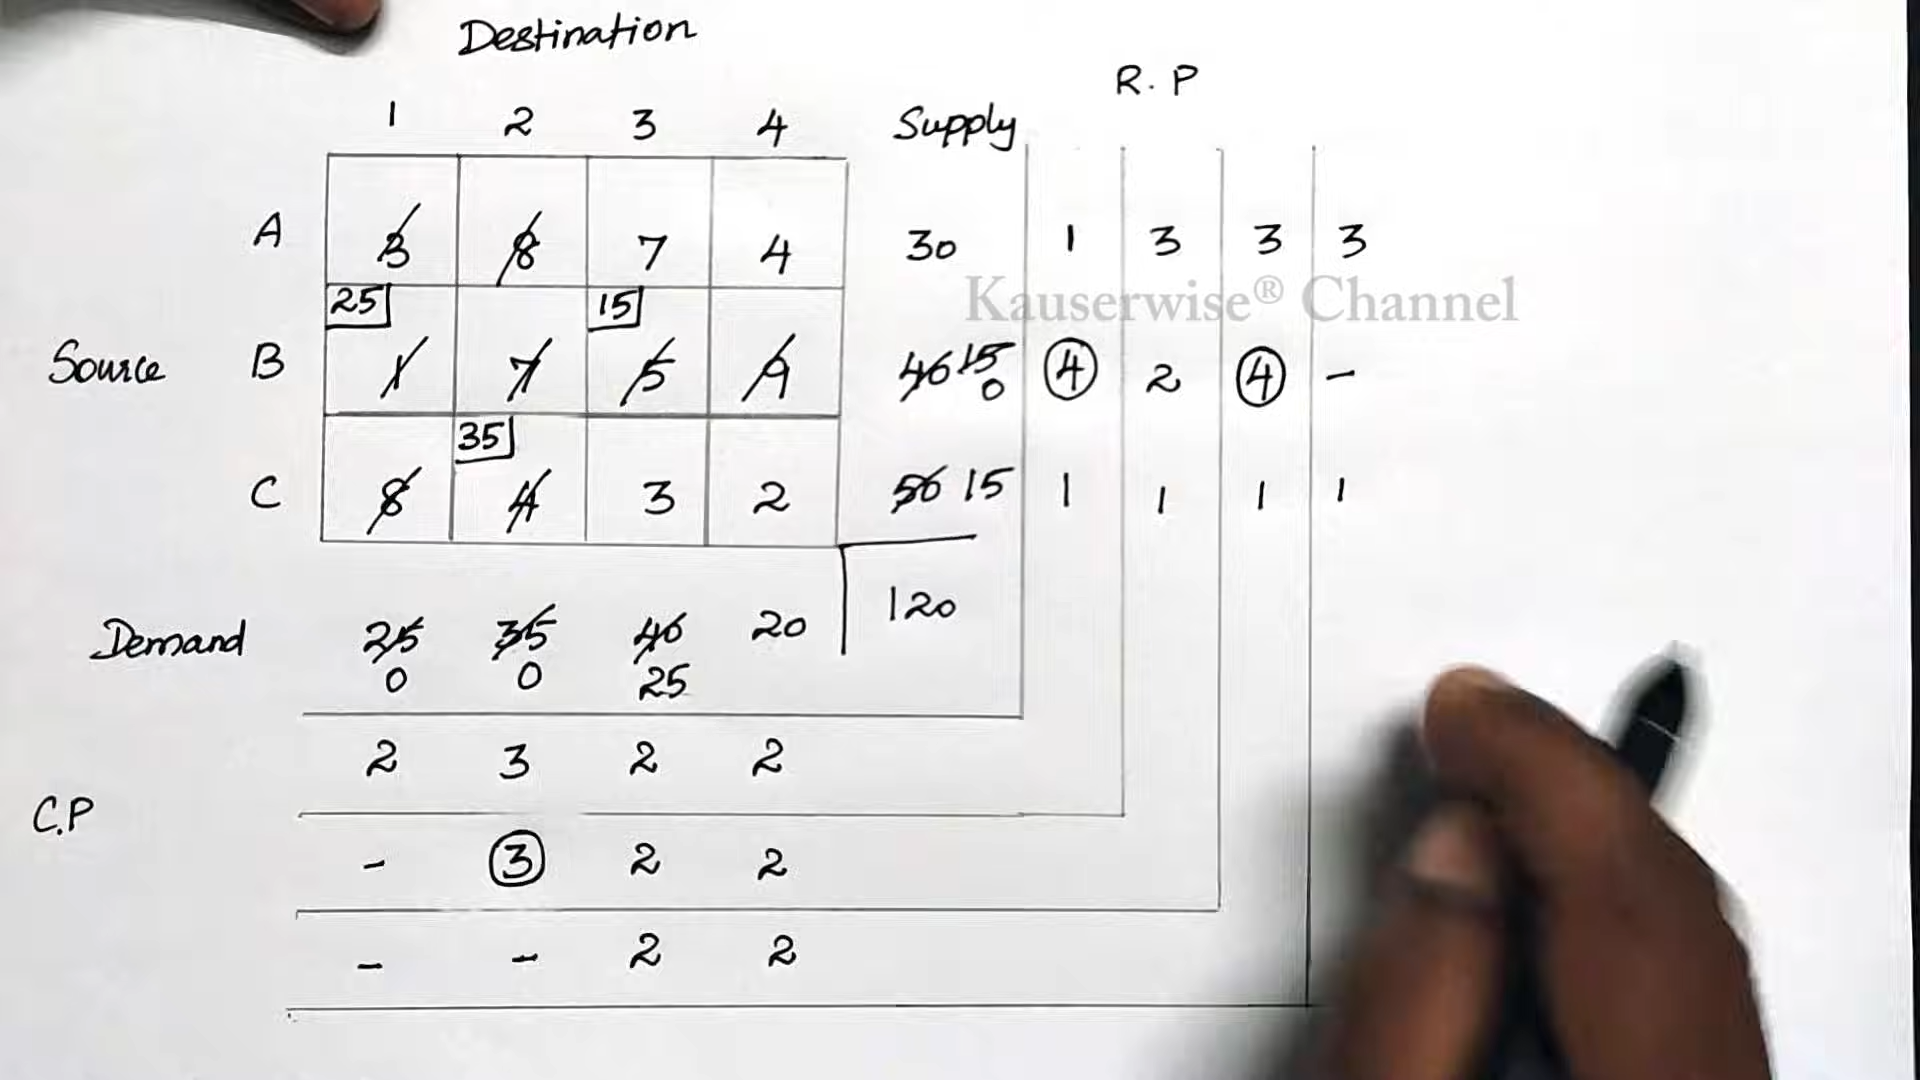 Destination
R.P
1 2 3 4 Supply
A 3 8 7 4 30 1 3 3 3
Kauserwise® Channel
25 15
Source B 1 7 5 9 40 15 4 2 4 -
0
35
C 8 4 3 2 50 15 1 1 1 1
120
Demand 25 35 40 20
0 0 25
2 3 2 2
C.P
- 3 2 2
- - 2 2